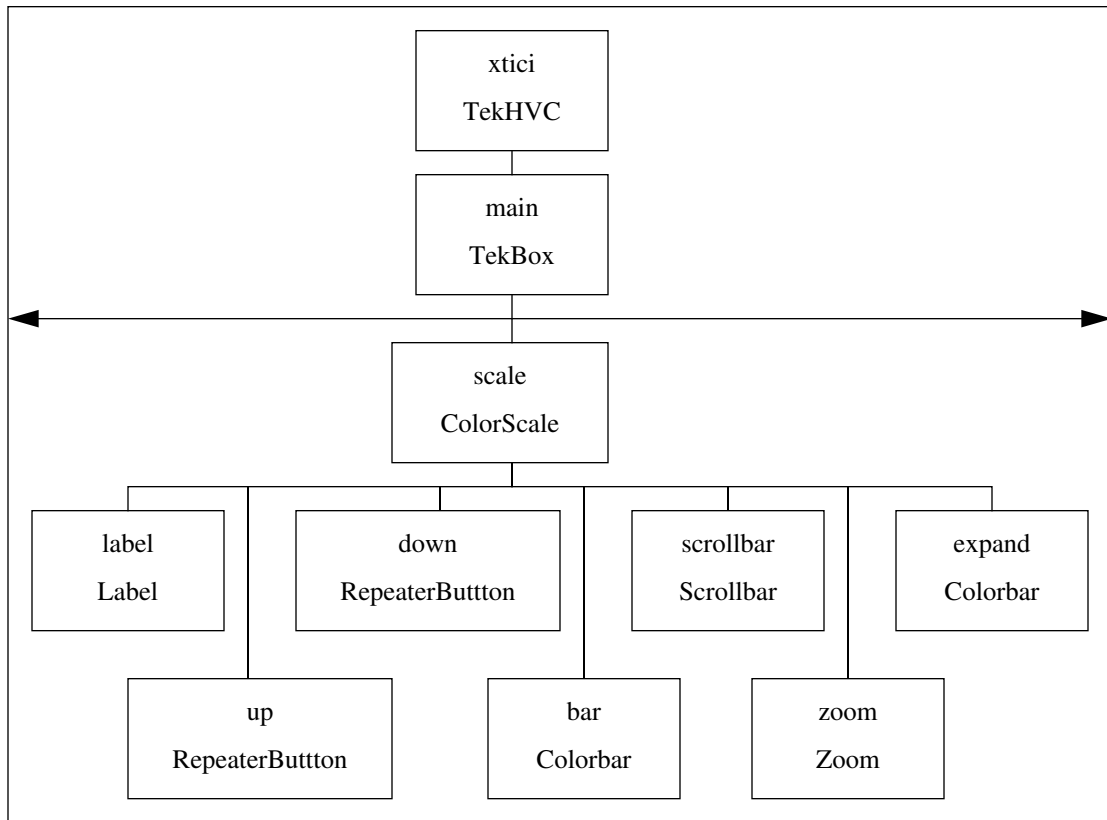 xtici
TekHVC
main
TekBox
scale
ColorScale
label
Label
down
RepeaterButtton
scrollbar
Scrollbar
expand
Colorbar
up
RepeaterButtton
bar
Colorbar
zoom
Zoom